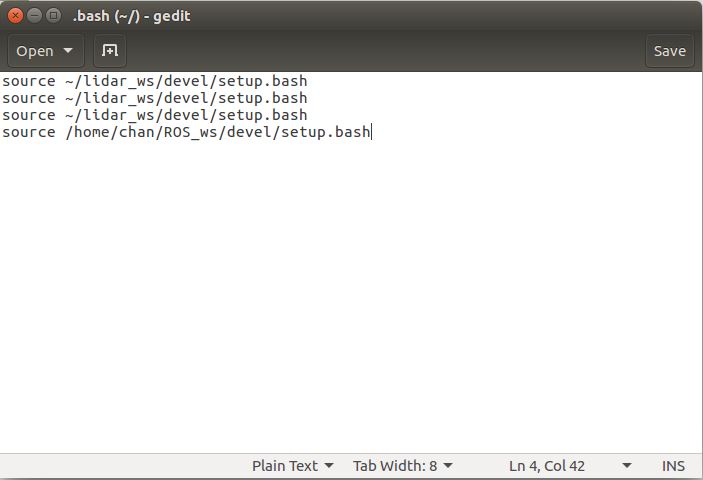 .bash (~/) - gedit
Open
Save
source ~/lidar_ws/devel/setup.bash
source ~/lidar_ws/devel/setup.bash
source ~/lidar_ws/devel/setup.bash
source /home/chan/ROS_ws/devel/setup.bash
Plain Text Tab Width: 8 Ln 4, Col 42 INS